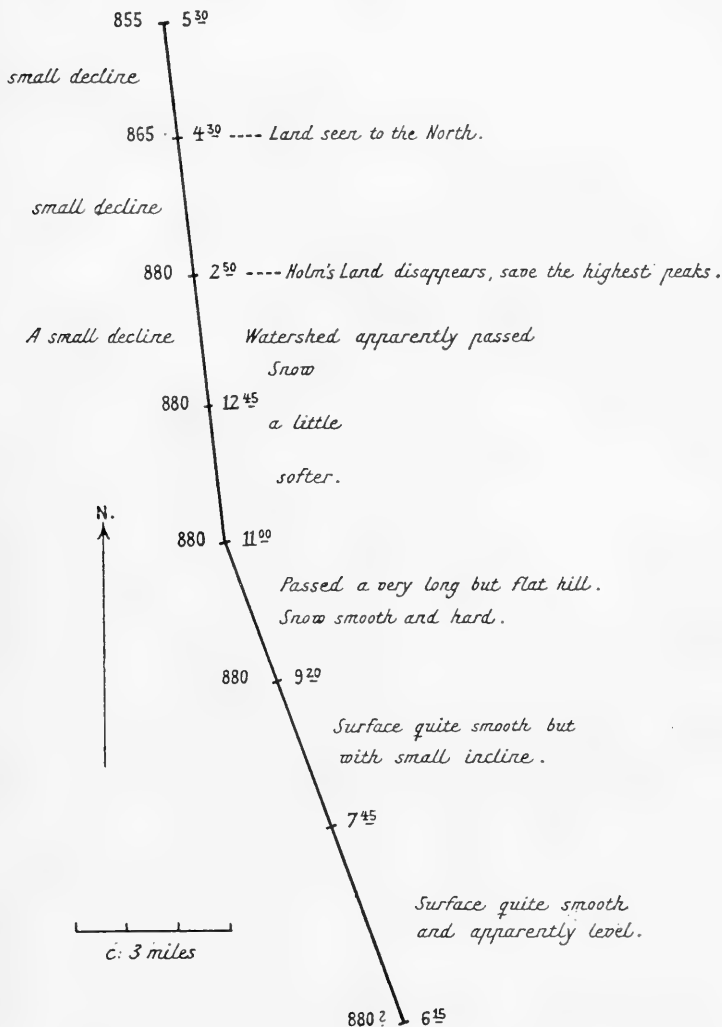 855 5 30
small decline
865 4 30 ---- Land seen to the North.
small decline
880 2 50 ---- Holm's Land disappears, save the highest peaks.
A small decline Watershed apparently passed
Snow
880 12 45
a little
softer.
N.
880 11 00
Passed a very long but flat hill.
Snow smooth and hard.
880 9 20
Surface quite smooth but
with small incline.
7 45
Surface quite smooth
and apparently level.
c: 3 miles
880 ? 6 15